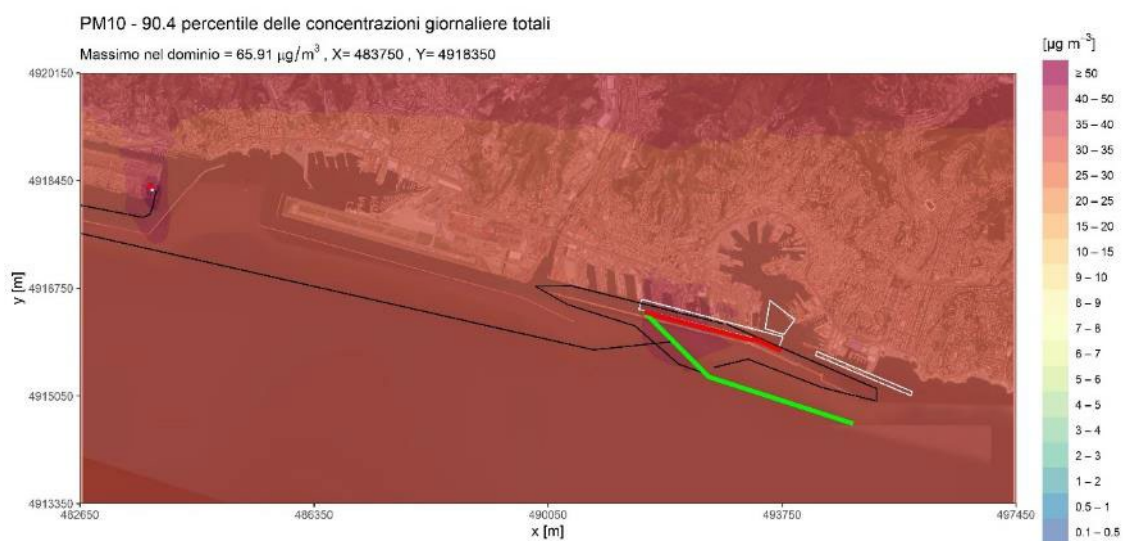 PM10 - 90.4 percentile delle concentrazioni giornaliere totali
Massimo nel dominio = 65.91 μg/m³ , X= 483750 , Y= 4918350
[μg m⁻³]
≥ 50
40 – 50
35 – 40
30 – 35
25 – 30
20 – 25
15 – 20
10 – 15
9 – 10
8 – 9
6 – 7
5 – 6
4 – 5
3 – 4
2 – 3
1 – 2
0.5 – 1
0.1 – 0.5
4920150
4918450
4916750
4915050
4913350
y [m]
482650
486350
490050
493750
497450
x [m]